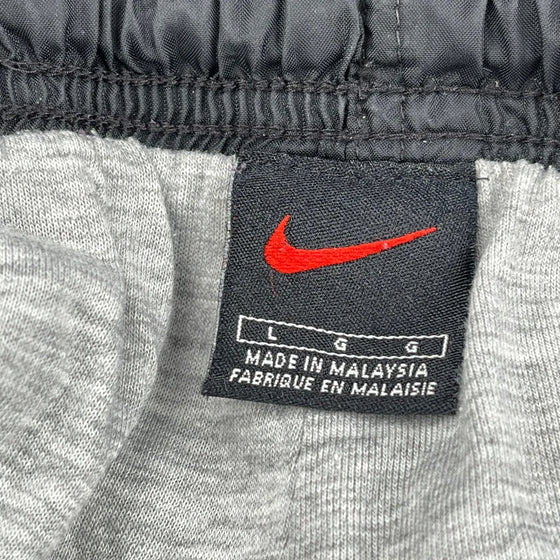 L G G
MADE IN MALAYSIA
FABRIQUE EN MALAISIE